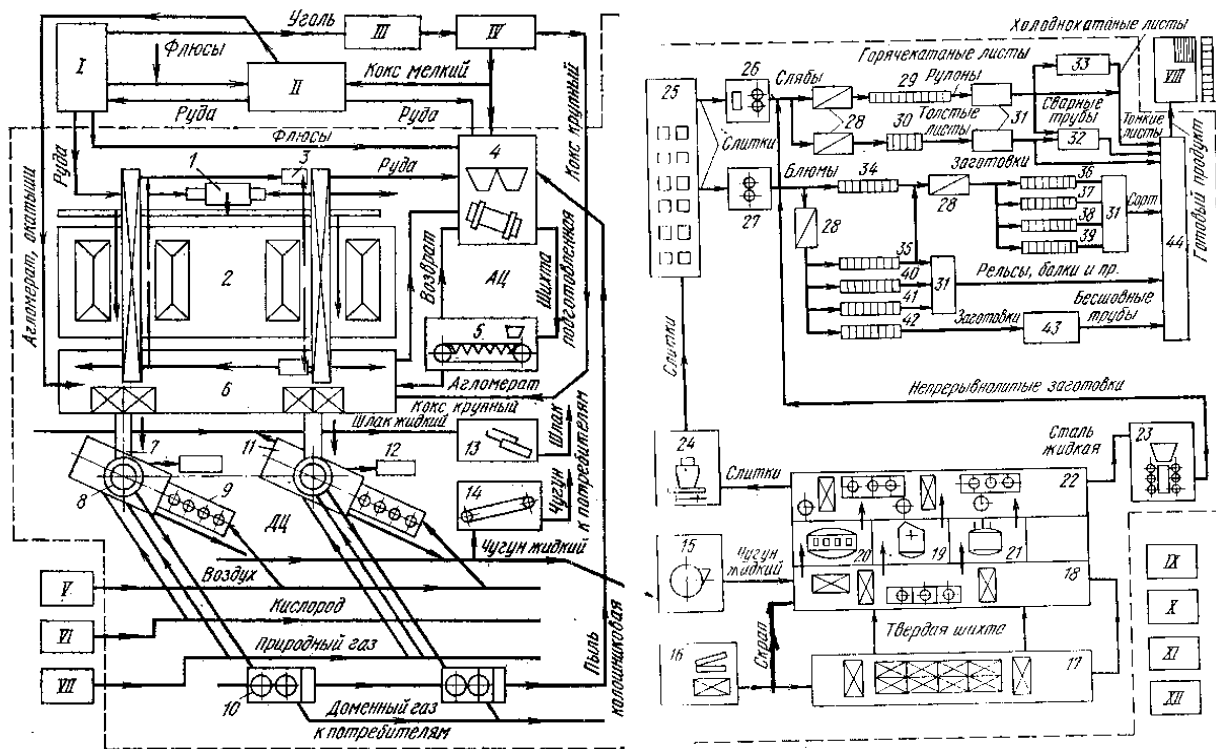 Уголь
III
IV
I
Флюсы
II
Кокс мелкий
Кокс крупный
Руда
Руда
Флюсы
Руда
1
3
Руда
4
Агломерат, окатыши
2
Возврат
АЦ
Шихта
подготовленная
5
6
Агломерат
Кокс крупный
Шлак жидкий
7
11
12
13
Шлак
к потребителям
8
9
14
Чугун
ДЦ
Чугун жидкий
Воздух
V
Кислород
VI
Природный газ
VII
10
Доменный газ
к потребителям
Пыль
колошниковая
Холоднокатаные листы
Горячекатаные листы
VIII
25
26
Слябы
29
Рулоны
33
Сварные
трубы
Тонкие
листы
28
30
Толстые
листы
31
32
Слитки
Готовый продукт
27
Блюмы
34
Заготовки
28
36
37
38
39
31
Сорт
44
28
35
40
41
42
31
Рельсы, балки и пр.
Бесшовные
трубы
Заготовки
43
Слитки
Непрерывнолитые заготовки
24
Слитки
Сталь
жидкая
23
22
15
Чугун
жидкий
20
19
21
18
IX
X
XI
XII
Скрап
Твердая шихта
16
17